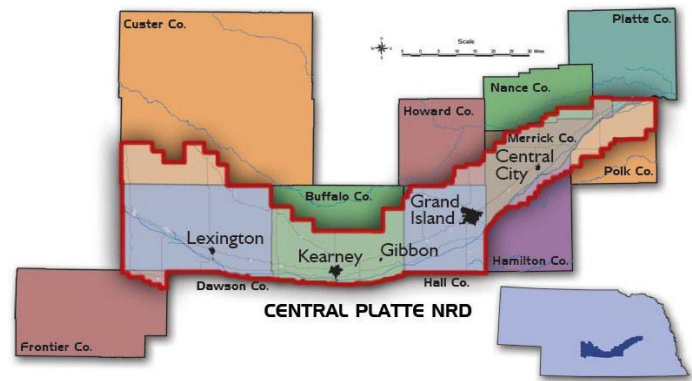 Custer Co.
Platte Co.
Scale
Nance Co.
Howard Co.
Merrick Co.
Central
City
Polk Co.
Buffalo Co.
Grand
Island
Lexington
Kearney
Gibbon
Hamilton Co.
Dawson Co.
Hall Co.
CENTRAL PLATTE NRD
Frontier Co.